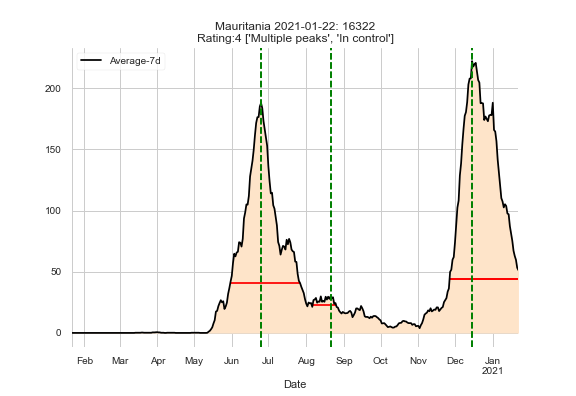 Mauritania 2021-01-22: 16322
Rating:4 ['Multiple peaks', 'In control']
Average-7d
200
150
100
50
0
Feb Mar Apr May Jun Jul Aug Sep Oct Nov Dec Jan
2021
Date